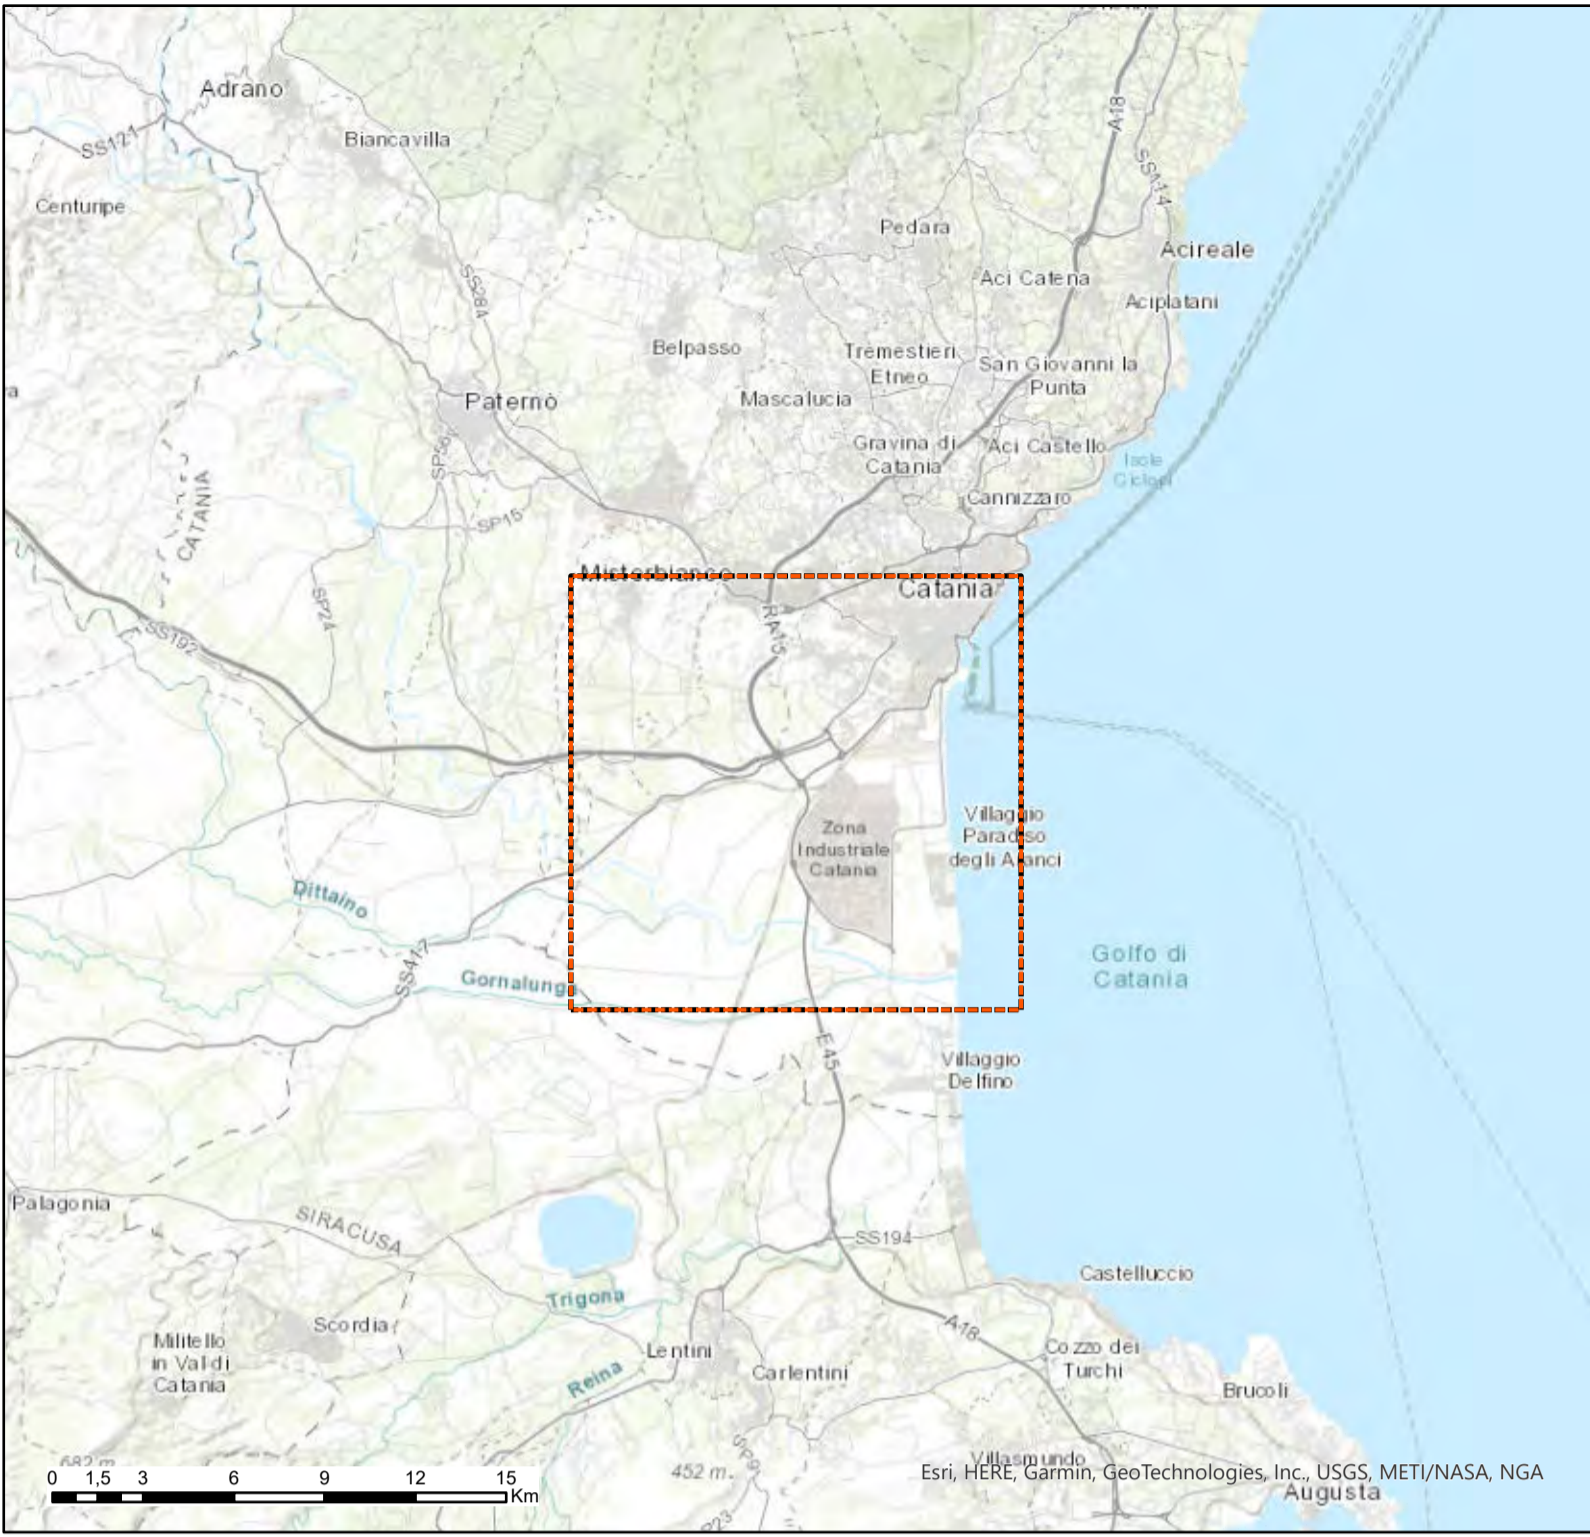 Adrano
Biancavilla
SS121
A18
SS114
Centuripe
Pedara
Acireale
Aci Catena
Aciplatani
SS284
Belpasso
Tremestieri
Etneo
San Giovanni la
Punta
Paternò
Mascalucia
Gravina di
Catania
Aci Castello
Isole
Ciclopi
SP56
CATANIA
SP15
Cannizzaro
Misterbianco
Catania
SP24
RA15
SS192
Villaggio
Paradiso
degli Aranci
Zona
Industriale
Catania
Dittaino
SS417
Gornalunga
Golfo di
Catania
E45
Villaggio
Delfino
Palagonia
SIRACUSA
SS194
Castelluccio
Trigona
Scordia
A18
Militello
in Val di
Catania
Lentini
Carlentini
Reina
Cozzo dei
Turchi
Brucoli
682 m
452 m.
SP9
Villasmundo
Augusta
0 1,5 3 6 9 12 15
Km
Esri, HERE, Garmin, GeoTechnologies, Inc., USGS, METI/NASA, NGA